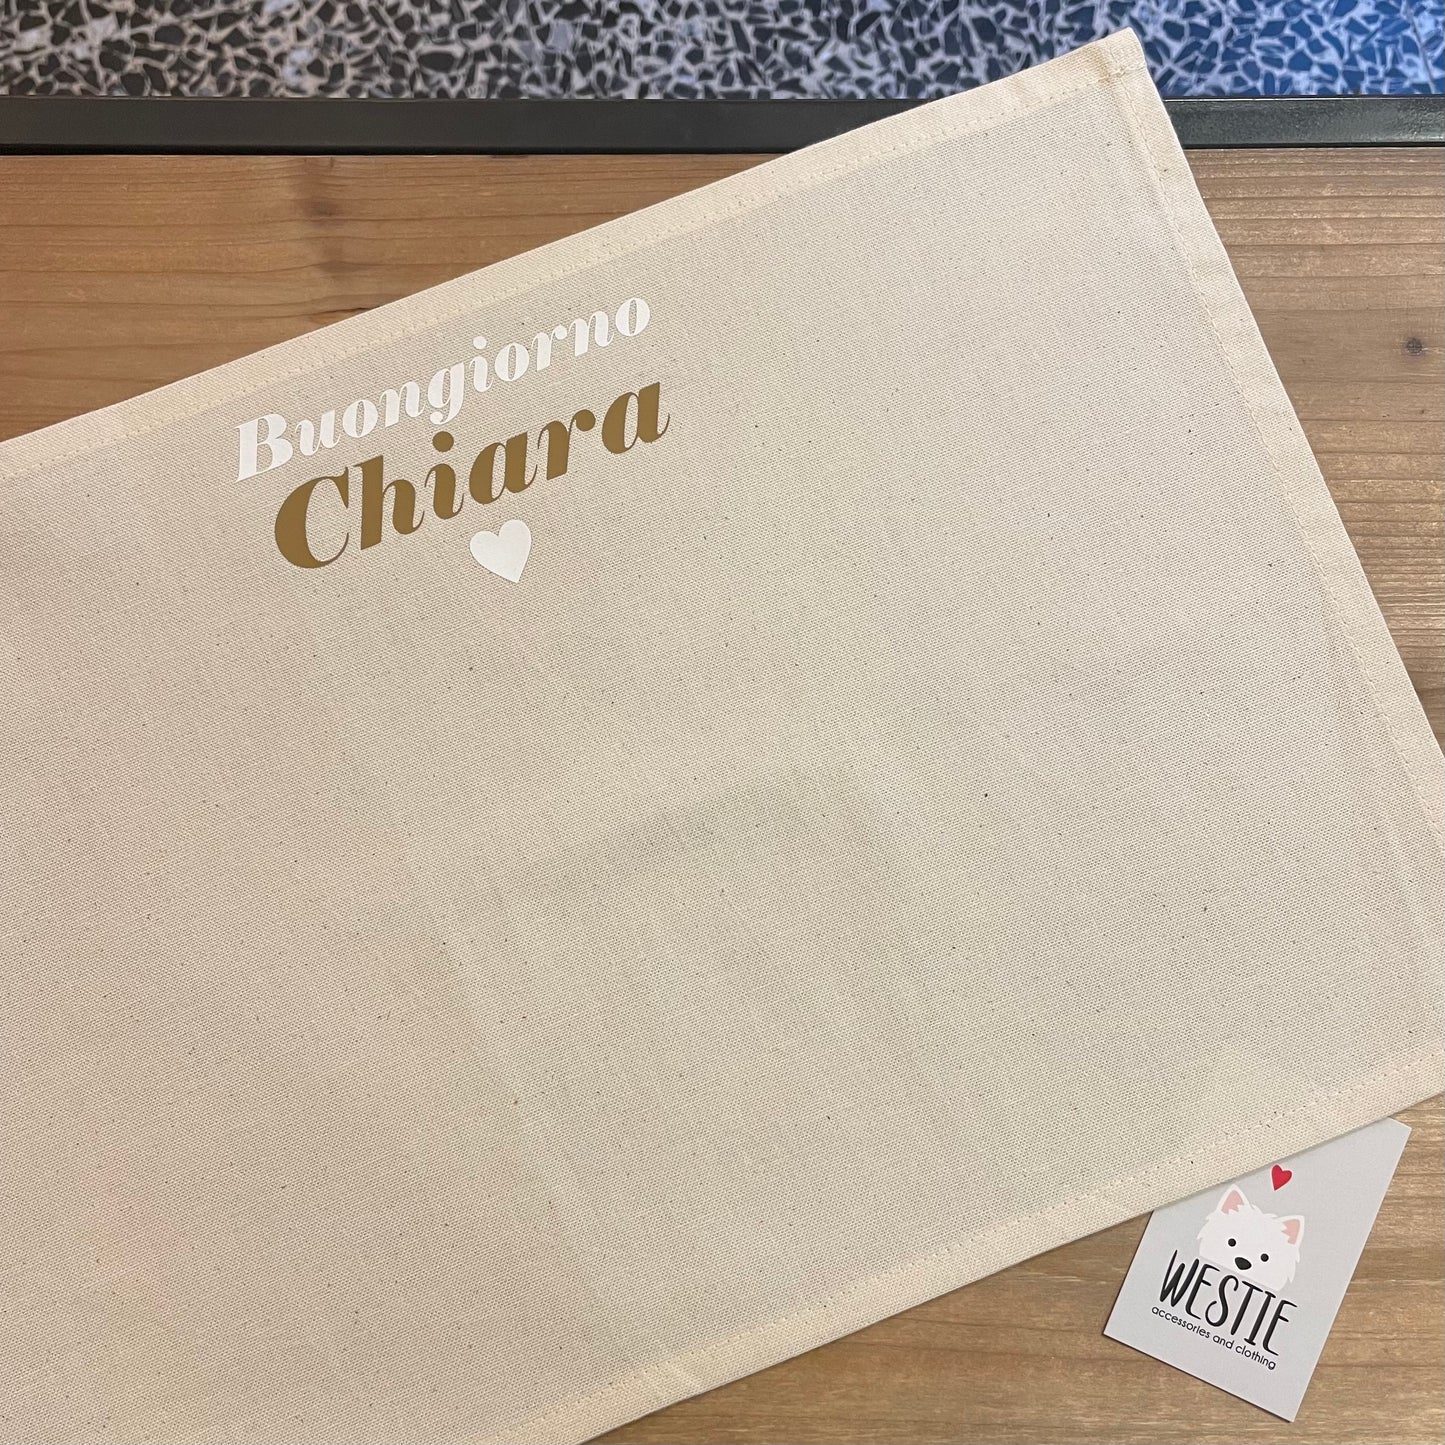 Buongiorno
Chiara
WESTIE
accessories and clothing